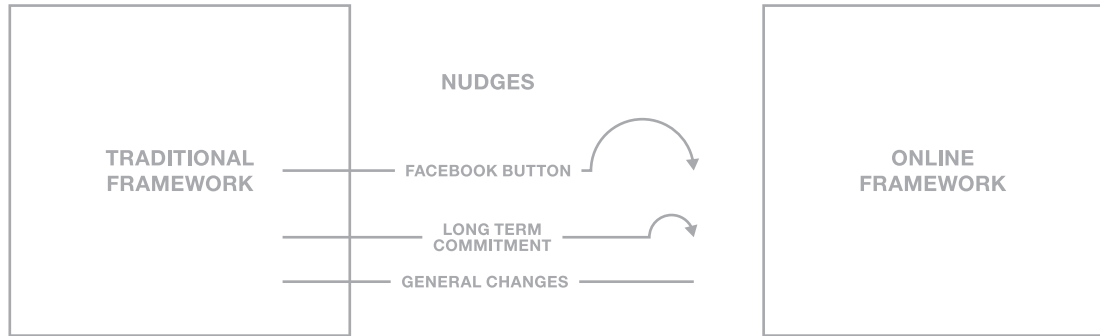 NUDGES
TRADITIONAL
FRAMEWORK
FACEBOOK BUTTON
LONG TERM
COMMITMENT
GENERAL CHANGES
ONLINE
FRAMEWORK